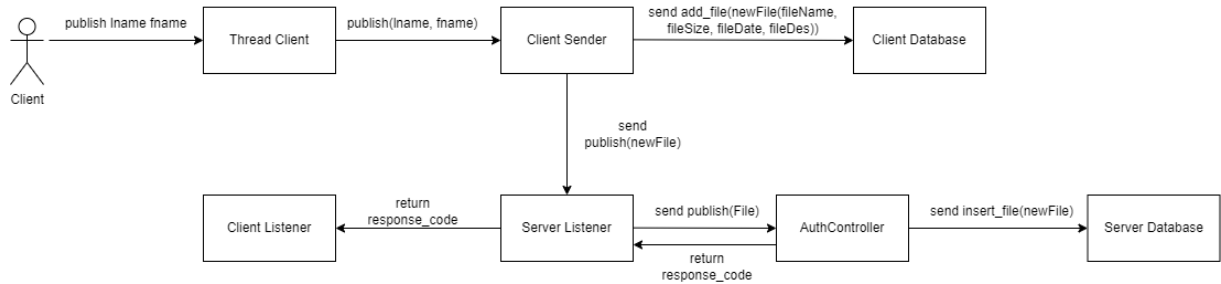 publish lname fname
publish(lname, fname)
send add_file(newFile(fileName,
fileSize, fileDate, fileDes))
Thread Client
Client Sender
Client Database
Client
send
publish(newFile)
return
response_code
send publish(File)
send insert_file(newFile)
Client Listener
Server Listener
AuthController
Server Database
return
response_code